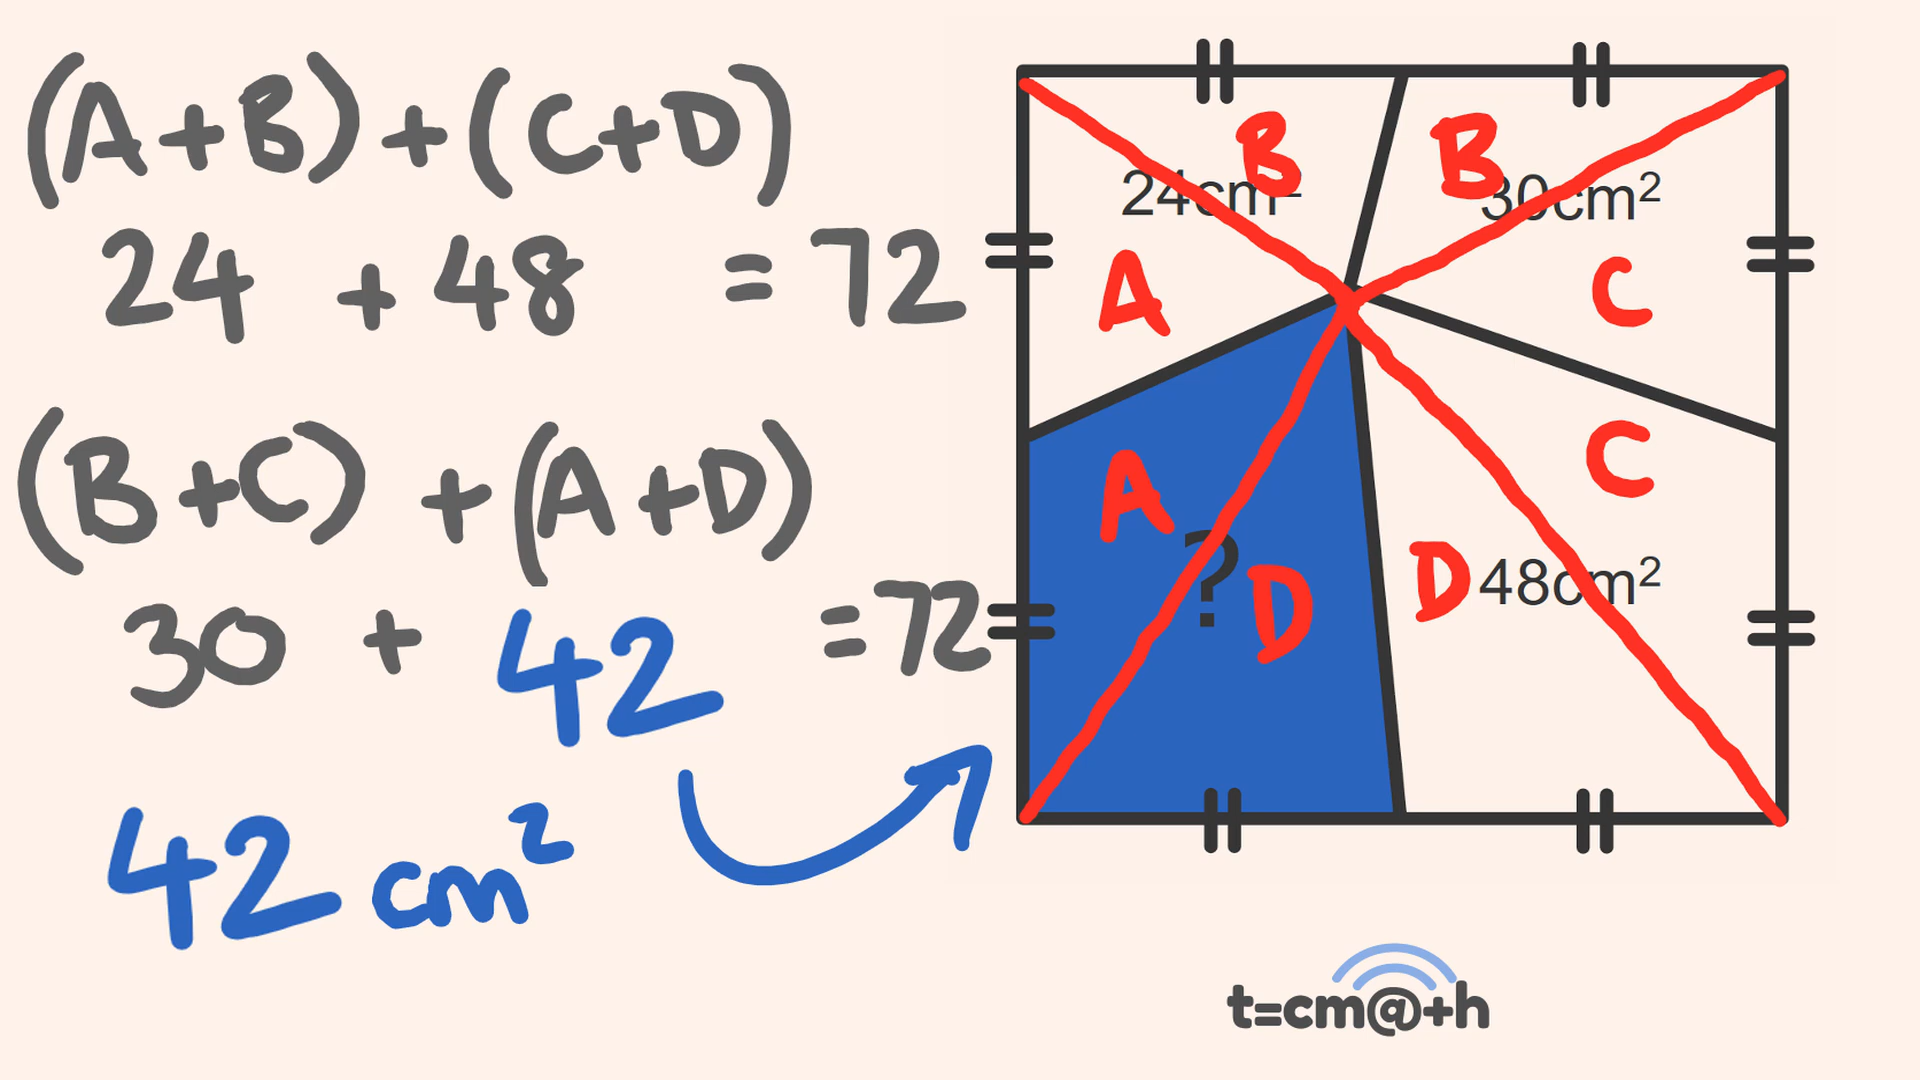 (A+B)+(C+D)
24 + 48 = 72
(B+C) + (A+D)
30 + 42 = 72
42 cm²
B B
24cm² 30cm²
A C
A C
? D D 48cm²
t=cm@+h